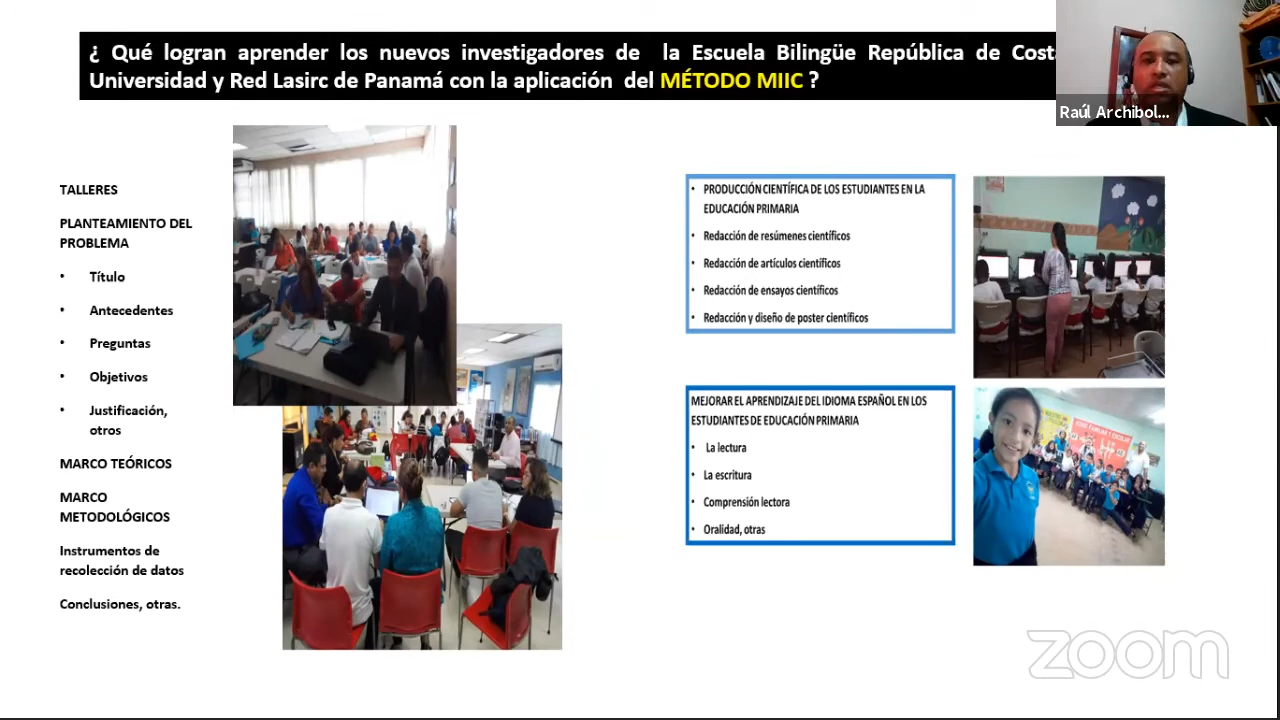 ¿ Qué logran aprender los nuevos investigadores de la Escuela Bilingüe República de Cost
Universidad y Red Lasirc de Panamá con la aplicación del MÉTODO MIIC ?
Raúl Archibol...
TALLERES
PLANTEAMIENTO DEL
PROBLEMA
• Título
• Antecedentes
• Preguntas
• Objetivos
• Justificación,
otros
MARCO TEÓRICOS
MARCO
METODOLÓGICOS
Instrumentos de
recolección de datos
Conclusiones, otras.
• PRODUCCIÓN CIENTÍFICA DE LOS ESTUDIANTES EN LA
EDUCACIÓN PRIMARIA
• Redacción de resúmenes científicos
• Redacción de artículos científicos
• Redacción de ensayos científicos
• Redacción y diseño de poster científicos
MEJORAR EL APRENDIZAJE DEL IDIOMA ESPAÑOL EN LOS
ESTUDIANTES DE EDUCACIÓN PRIMARIA
• La lectura
• La escritura
• Comprensión lectora
• Oralidad, otras
zoom